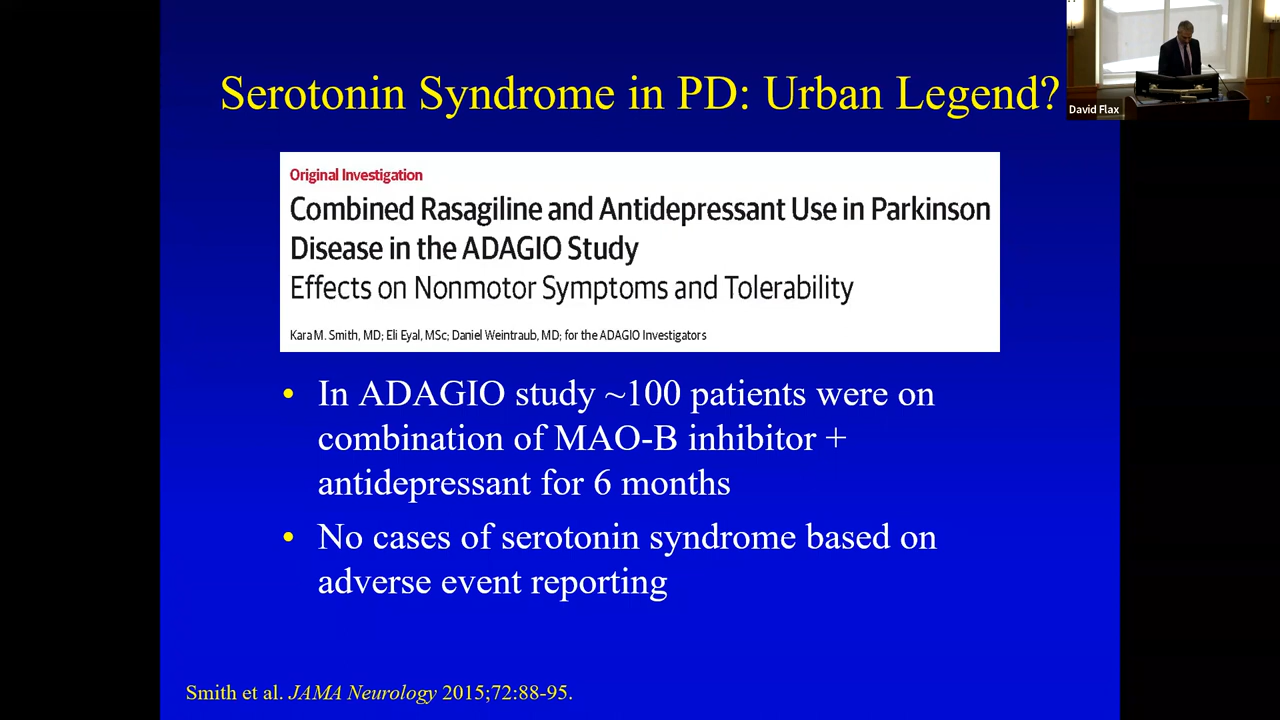 Serotonin Syndrome in PD: Urban Legend?
David Flax
Original Investigation
Combined Rasagiline and Antidepressant Use in Parkinson
Disease in the ADAGIO Study
Effects on Nonmotor Symptoms and Tolerability
Kara M. Smith, MD; Eli Eyal, MSc; Daniel Weintraub, MD; for the ADAGIO Investigators
• In ADAGIO study ~100 patients were on
combination of MAO-B inhibitor +
antidepressant for 6 months
• No cases of serotonin syndrome based on
adverse event reporting
Smith et al. JAMA Neurology 2015;72:88-95.